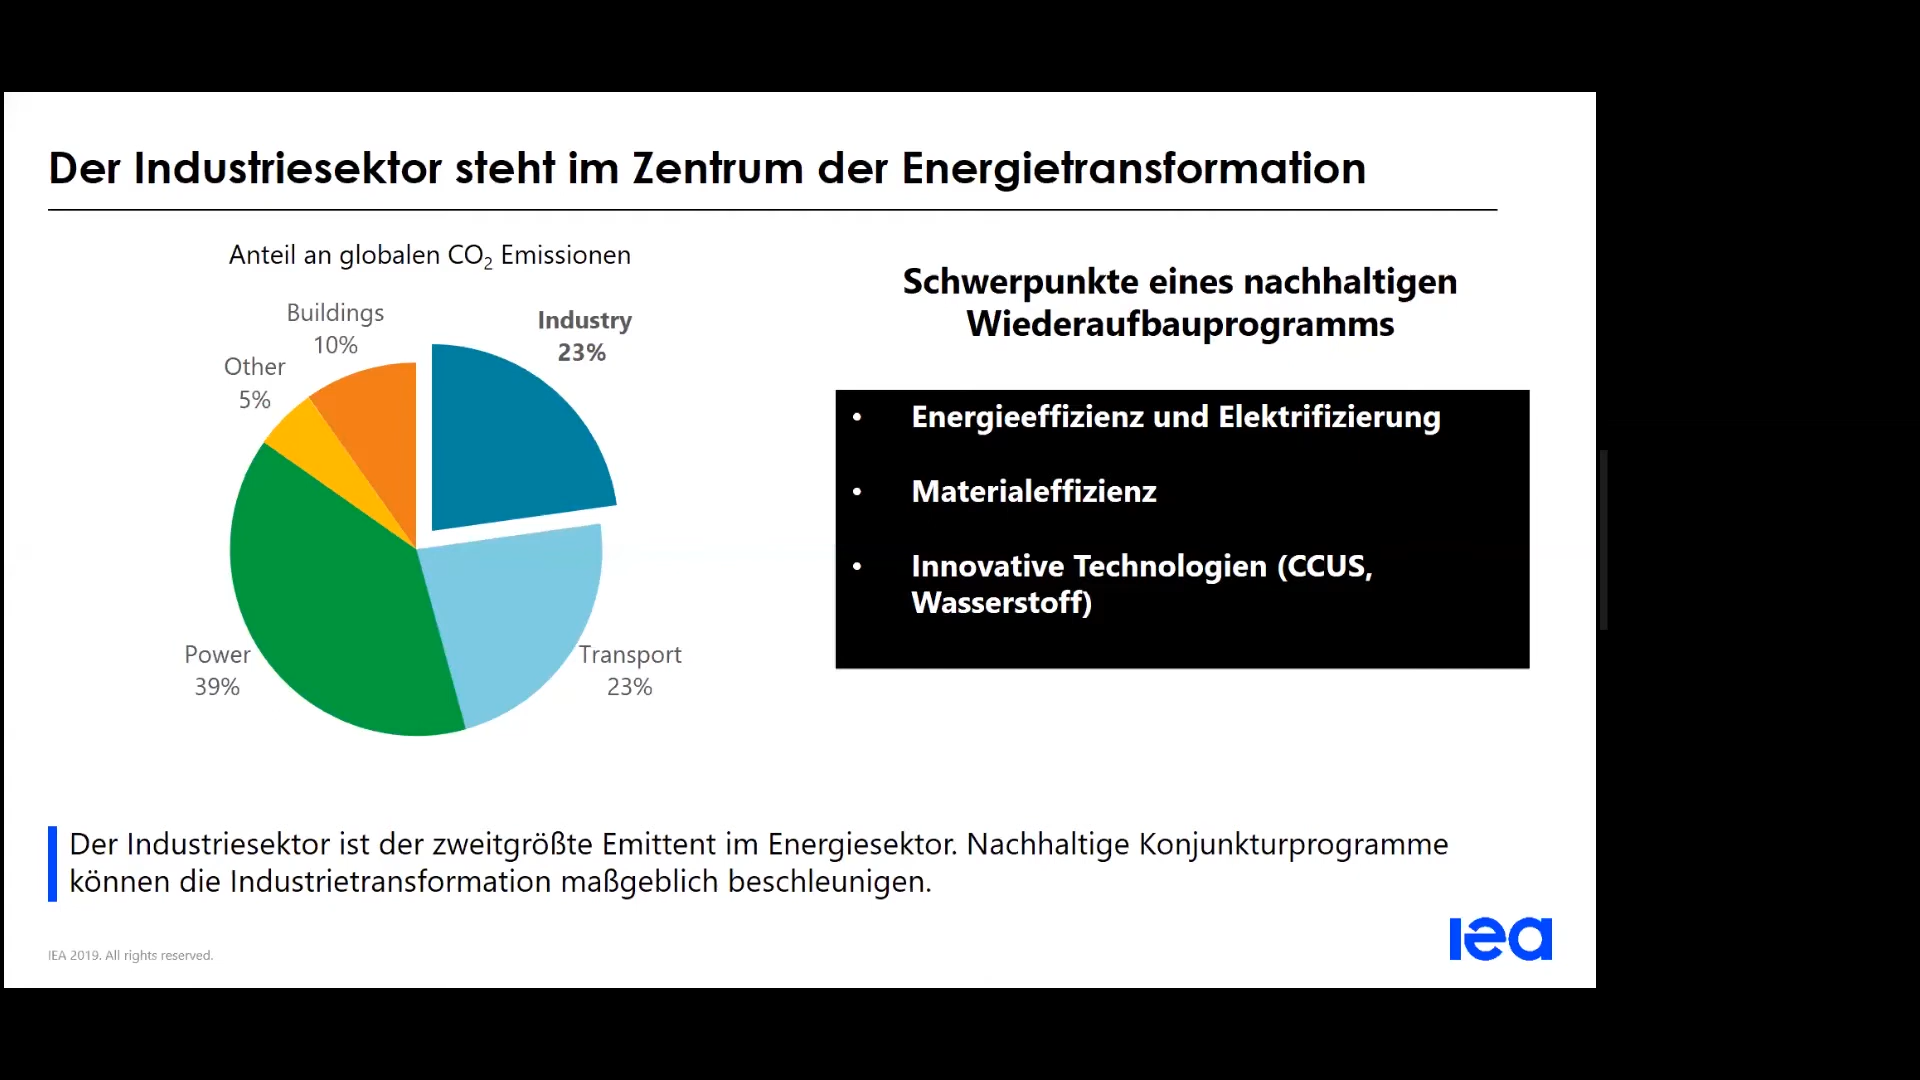 Der Industriesektor steht im Zentrum der Energietransformation
Anteil an globalen CO₂ Emissionen
Buildings
10%
Industry
23%
Other
5%
Power
39%
Transport
23%
Schwerpunkte eines nachhaltigen
Wiederaufbauprogramms
• Energieeffizienz und Elektrifizierung
• Materialeffizienz
• Innovative Technologien (CCUS,
Wasserstoff)
Der Industriesektor ist der zweitgrößte Emittent im Energiesektor. Nachhaltige Konjunkturprogramme
können die Industrietransformation maßgeblich beschleunigen.
IEA 2019. All rights reserved.
iea